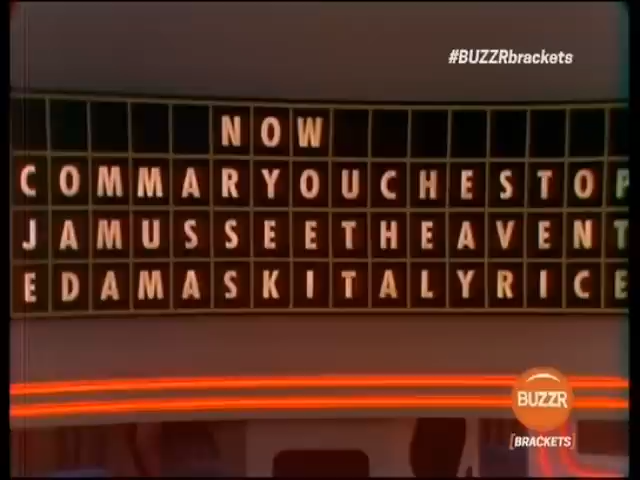 #BUZZRbrackets
NOW
COMMARYOUCHESTOP
JAMUSSEETHEAVENT
EDAMASKITALYRICE
BUZZR
[BRACKETS]